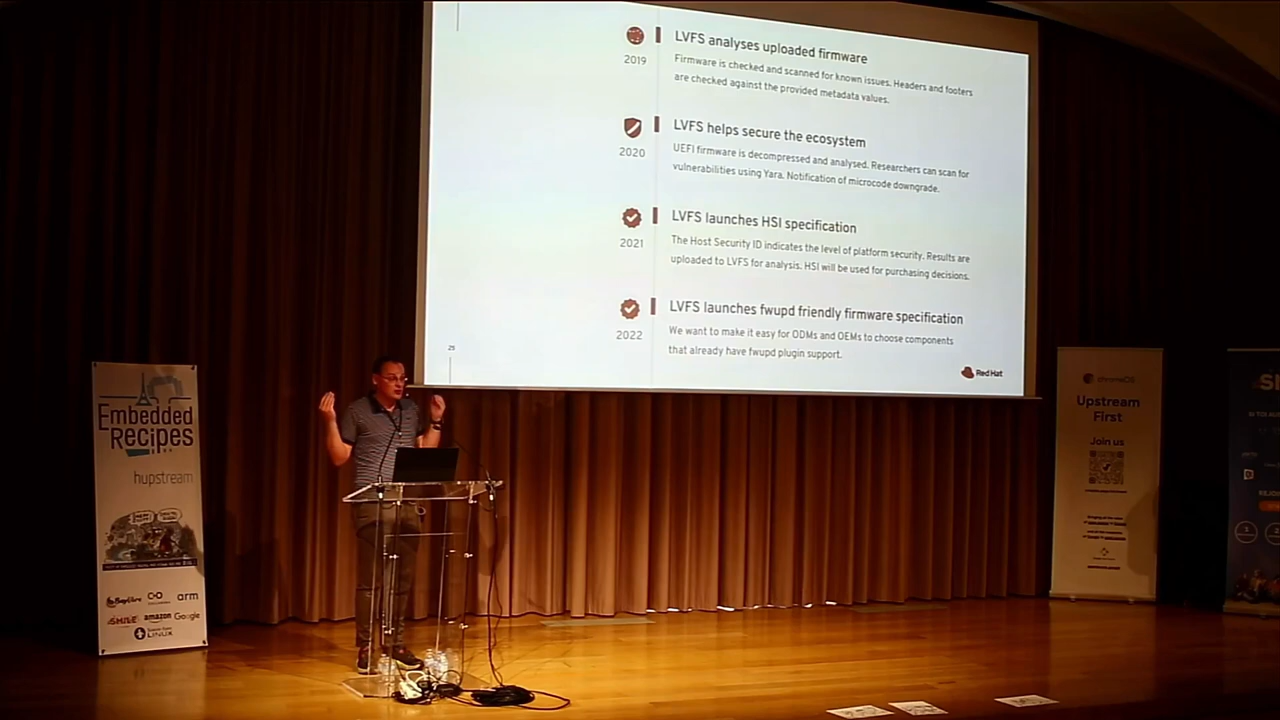 LVFS analyses uploaded firmware
2019
Firmware is checked and scanned for known issues. Headers and footers
are checked against the provided metadata values.
LVFS helps secure the ecosystem
2020
UEFI firmware is decompressed and analysed. Researchers can scan for
vulnerabilities using Yara. Notification of microcode downgrade.
LVFS launches HSI specification
2021
The Host Security ID indicates the level of platform security. Results are
uploaded to LVFS for analysis. HSI will be used for purchasing decisions.
LVFS launches fwupd friendly firmware specification
2022
We want to make it easy for ODMs and OEMs to choose components
that already have fwupd plugin support.
25
Red Hat
Embedded
Recipes
hupstream
arm
amazon Google
LINUX
chromeOS
Upstream
First
Join us